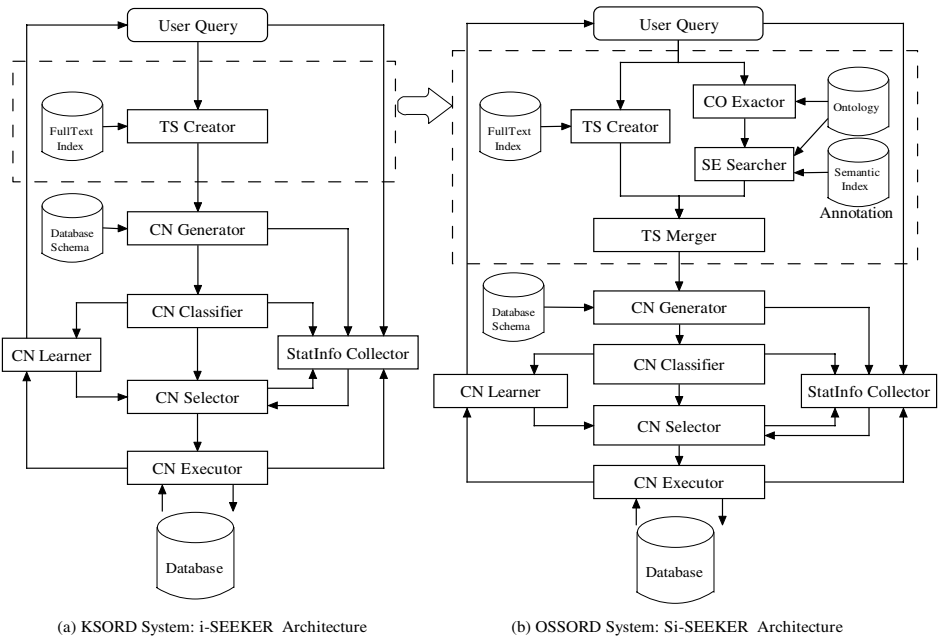 User Query
FullText
Index
TS Creator
Database
Schema
CN Generator
CN Classifier
CN Learner
StatInfo Collector
CN Selector
CN Executor
Database
(a) KSORD System: i-SEEKER Architecture
User Query
CO Exactor
Ontology
FullText
Index
TS Creator
SE Searcher
Semantic
Index
Annotation
TS Merger
Database
Schema
CN Generator
CN Classifier
CN Learner
StatInfo Collector
CN Selector
CN Executor
Database
(b) OSSORD System: Si-SEEKER Architecture